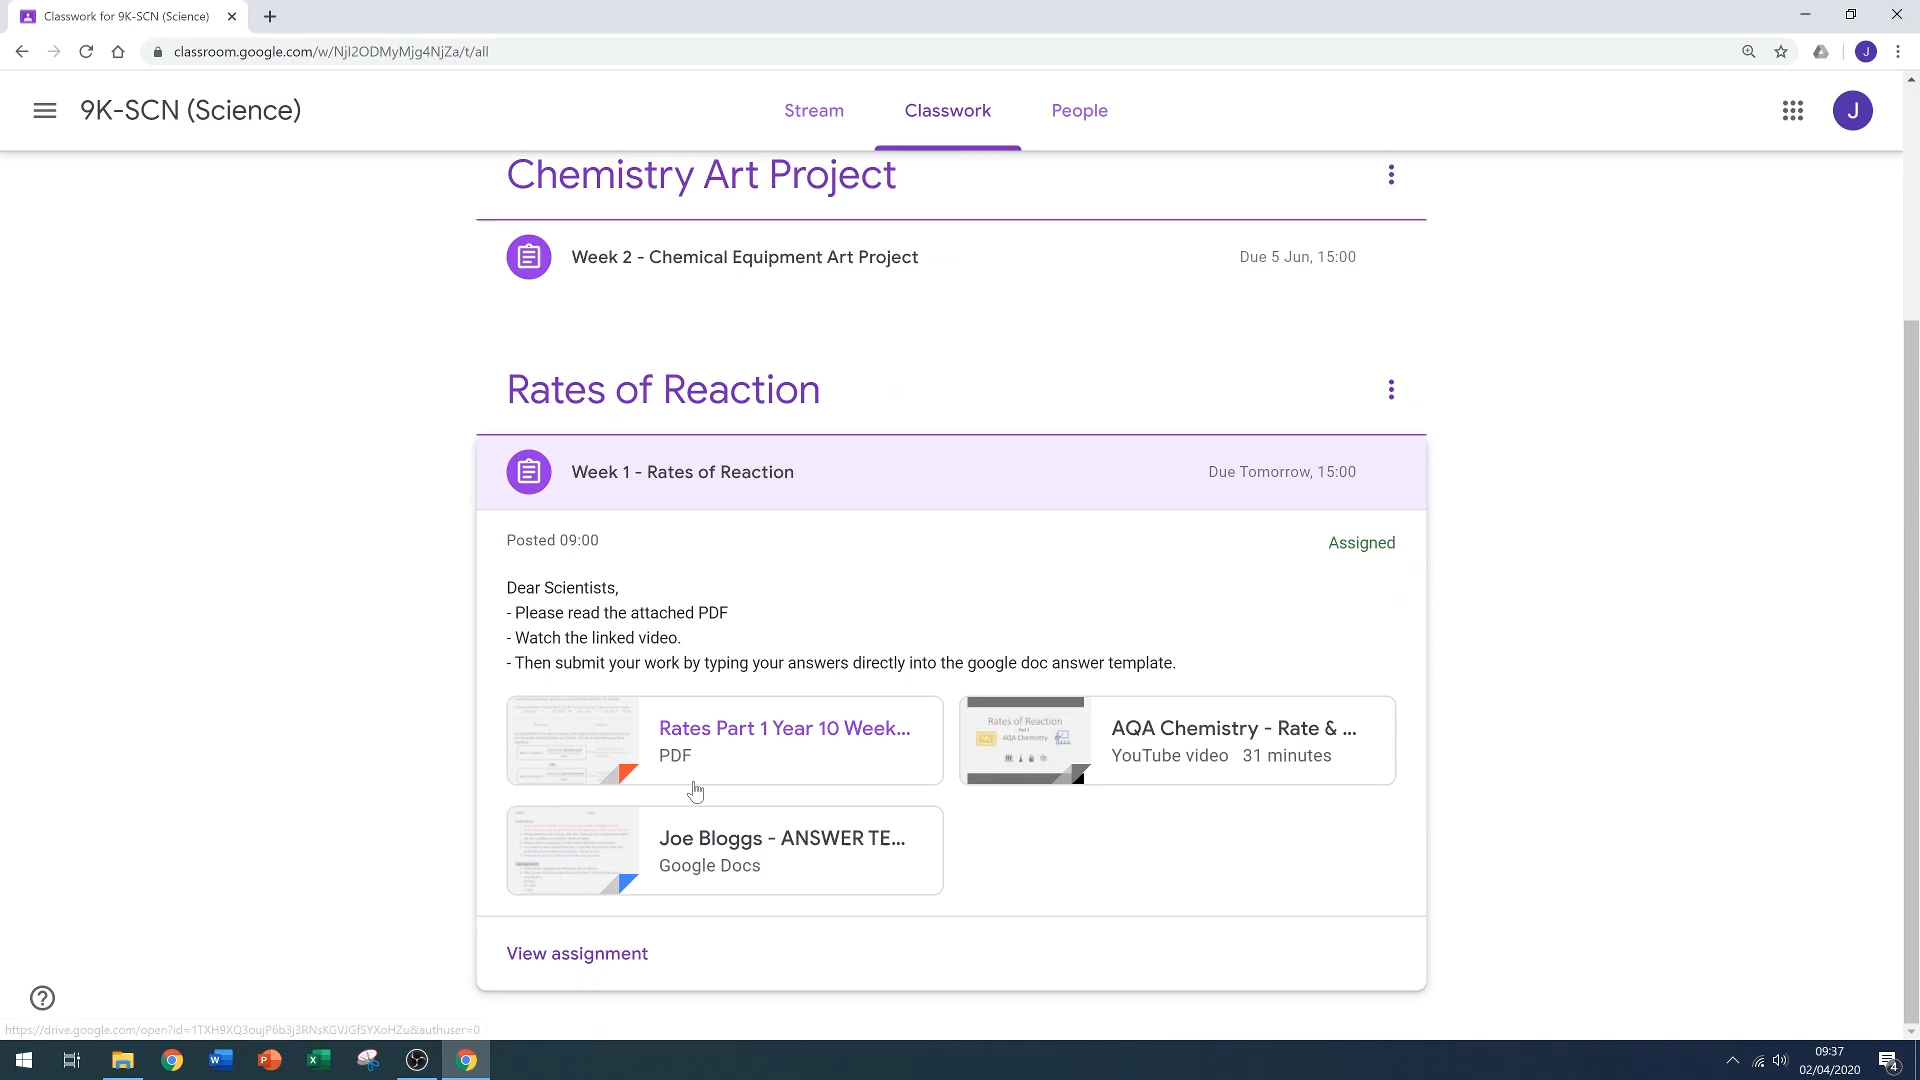 Classwork for 9K-SCN (Science)
classroom.google.com/w/NjI2ODMyMjg4NjZa/t/all
J
9K-SCN (Science)
Stream
Classwork
People
J
Chemistry Art Project
Week 2 - Chemical Equipment Art Project
Due 5 Jun, 15:00
Rates of Reaction
Week 1 - Rates of Reaction
Due Tomorrow, 15:00
Posted 09:00
Assigned
Dear Scientists,
- Please read the attached PDF
- Watch the linked video.
- Then submit your work by typing your answers directly into the google doc answer template.
Rates Part 1 Year 10 Week...
PDF
Rates of Reaction
Part 1
AQA Chemistry
AQA Chemistry - Rate & ...
YouTube video 31 minutes
Joe Bloggs - ANSWER TE...
Google Docs
View assignment
https://drive.google.com/open?id=1TXH9XQ3oujP6b3j3RNsKGVJGfSYXoHZu&authuser=0
09:37
02/04/2020
4